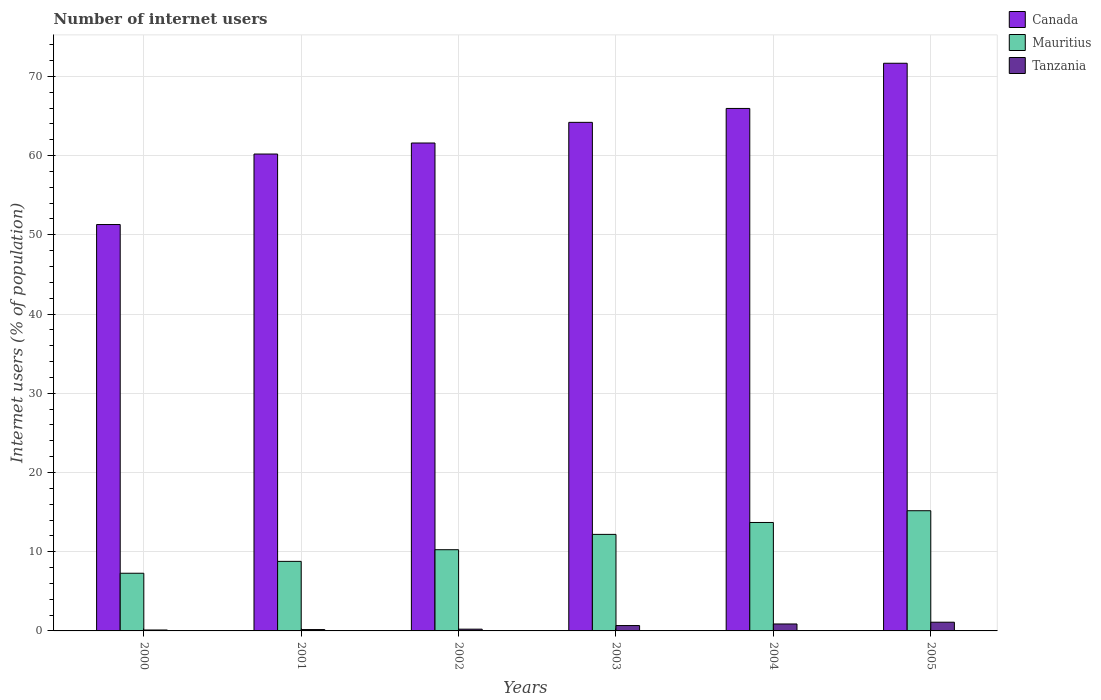 Number of internet users
Canada
Mauritius
Tanzania
Internet users (% of population)
70
60
50
40
30
20
10
0
2000
2001
2002
2003
2004
2005
Years